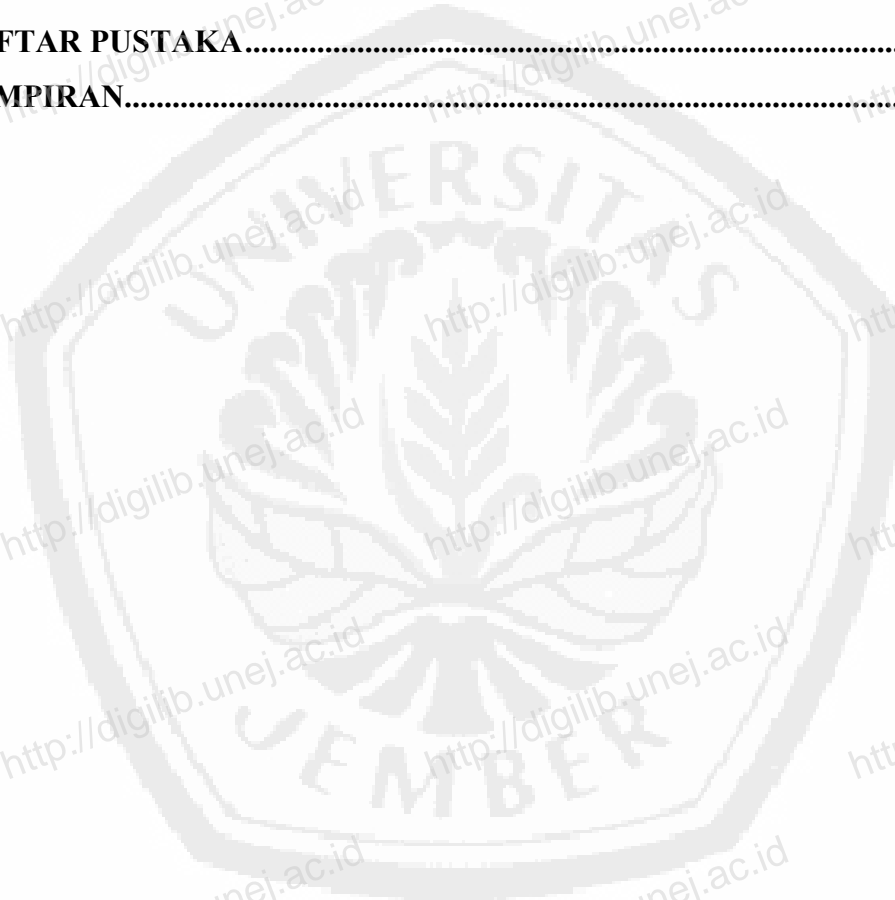 FTAR PUSTAKA...............................................................................
MPIRAN...............................................................................................
UNIVERSITAS
http://digilib.unej.ac.id
http://digilib.unej.ac.id
http://digilib.unej.ac.id
http://digilib.unej.ac.id
http://digilib.unej.ac.id
http://digilib.unej.ac.id
http://digilib.unej.ac.id
http://digilib.unej.ac.id
JEMBER